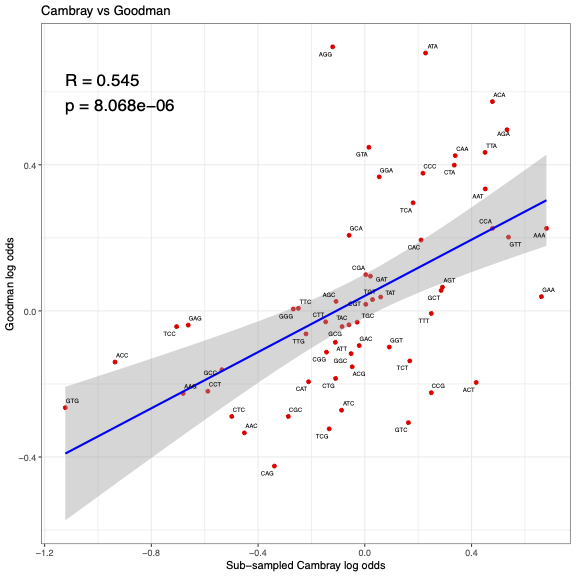 Cambray vs Goodman
R = 0.545
p = 8.068e−06
AGG
ATA
ACA
AGA
GTA
TTA
CAA
CTA
CCC
GGA
AAT
TCA
GCA
CCA
AAA
GTT
CAC
CGA
GAT
AGT
GCT
GAA
TAT
TGT
CGT
AGC
TTC
GGG
CTT
TAC
TGC
TTT
GAG
TCC
TTG
GCG
GAC
GGT
ACC
CGG
ATT
GGC
ACG
TCT
GCC
CCT
AAG
CAT
CTG
CCG
ACT
GTG
CTC
CGC
ATC
AAC
TCG
GTC
CAG
0.4
0.0
−0.4
−1.2
−0.8
−0.4
0.0
0.4
Goodman log odds
Sub−sampled Cambray log odds